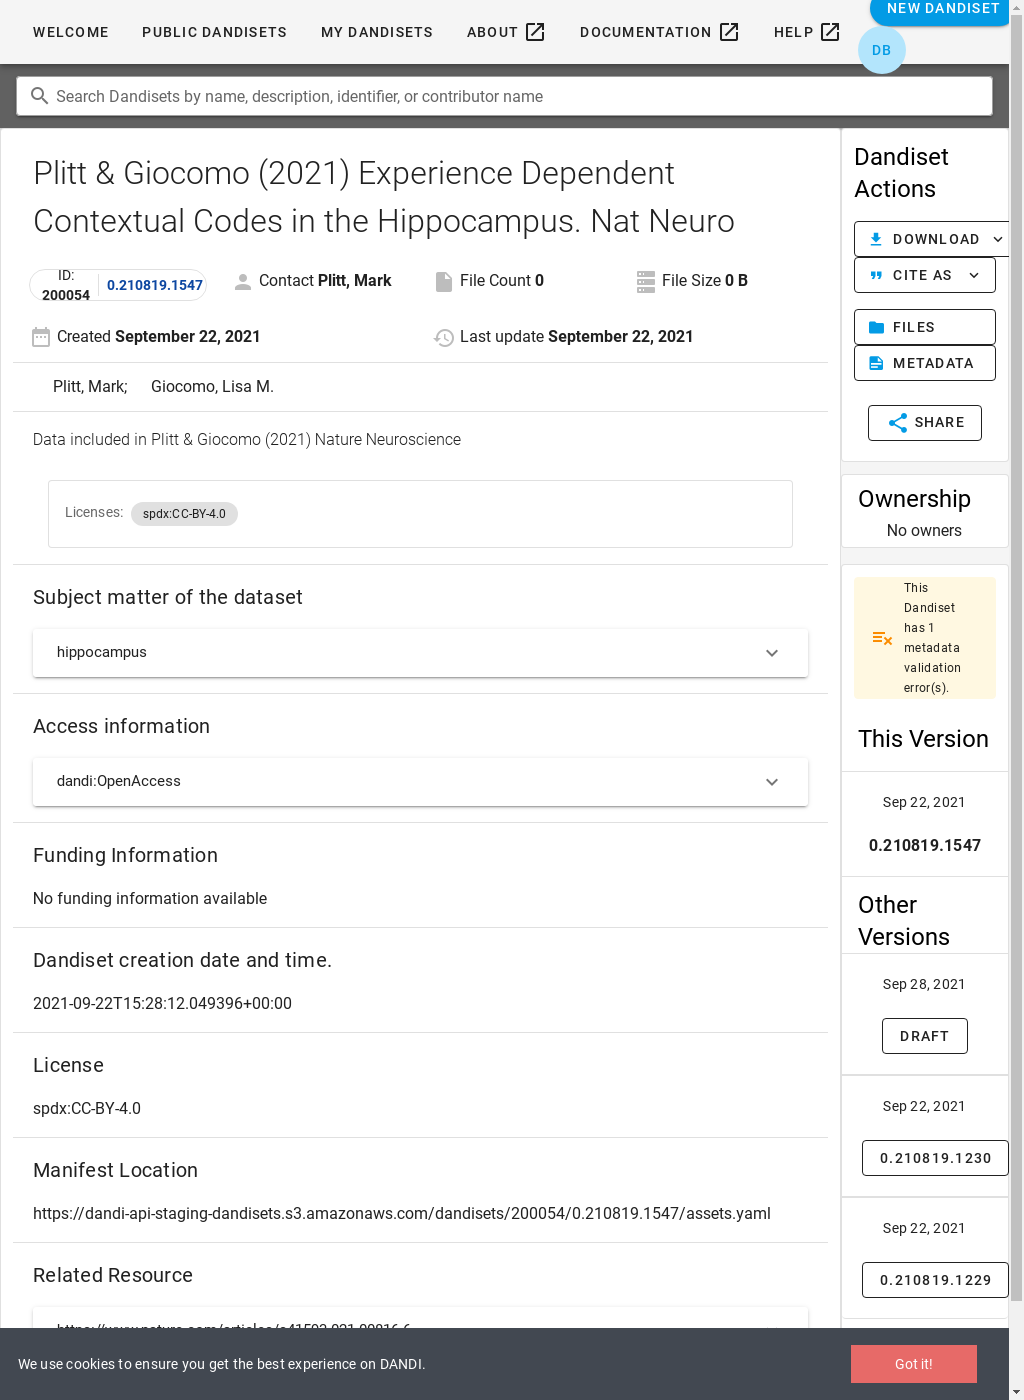 WELCOME PUBLIC DANDISETS MY DANDISETS ABOUT DOCUMENTATION HELP NEW DANDISET
DB
Search Dandisets by name, description, identifier, or contributor name
Plitt & Giocomo (2021) Experience Dependent
Contextual Codes in the Hippocampus. Nat Neuro
ID:
200054 0.210819.1547 Contact Plitt, Mark File Count 0 File Size 0 B
Created September 22, 2021 Last update September 22, 2021
Plitt, Mark; Giocomo, Lisa M.
Data included in Plitt & Giocomo (2021) Nature Neuroscience
Licenses: spdx:CC-BY-4.0
Subject matter of the dataset
hippocampus
Access information
dandi:OpenAccess
Funding Information
No funding information available
Dandiset creation date and time.
2021-09-22T15:28:12.049396+00:00
License
spdx:CC-BY-4.0
Manifest Location
https://dandi-api-staging-dandisets.s3.amazonaws.com/dandisets/200054/0.210819.1547/assets.yaml
Related Resource
Dandiset
Actions
DOWNLOAD
CITE AS
FILES
METADATA
SHARE
Ownership
No owners
This
Dandiset
has 1
metadata
validation
error(s).
This Version
Sep 22, 2021
0.210819.1547
Other
Versions
Sep 28, 2021
DRAFT
Sep 22, 2021
0.210819.1230
Sep 22, 2021
0.210819.1229
We use cookies to ensure you get the best experience on DANDI.
Got it!